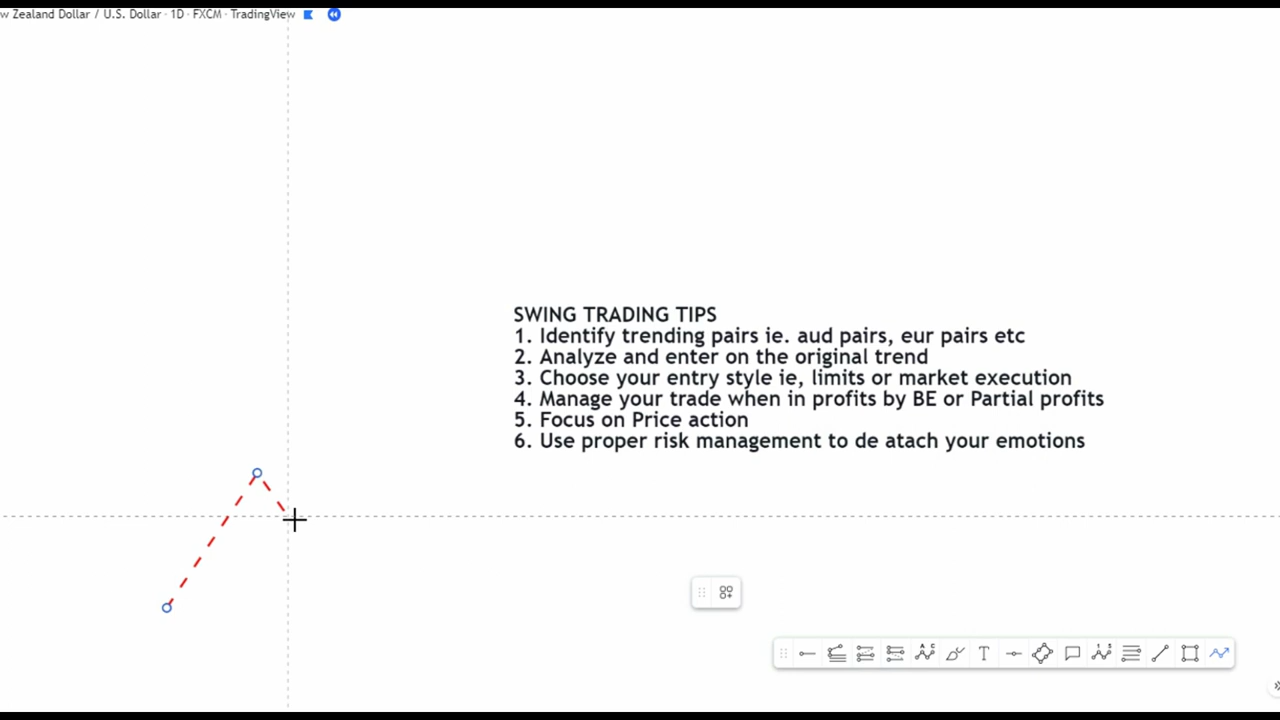 w Zealand Dollar / U.S. Dollar · 1D · FXCM · TradingView
SWING TRADING TIPS
1. Identify trending pairs ie. aud pairs, eur pairs etc
2. Analyze and enter on the original trend
3. Choose your entry style ie, limits or market execution
4. Manage your trade when in profits by BE or Partial profits
5. Focus on Price action
6. Use proper risk management to de atach your emotions